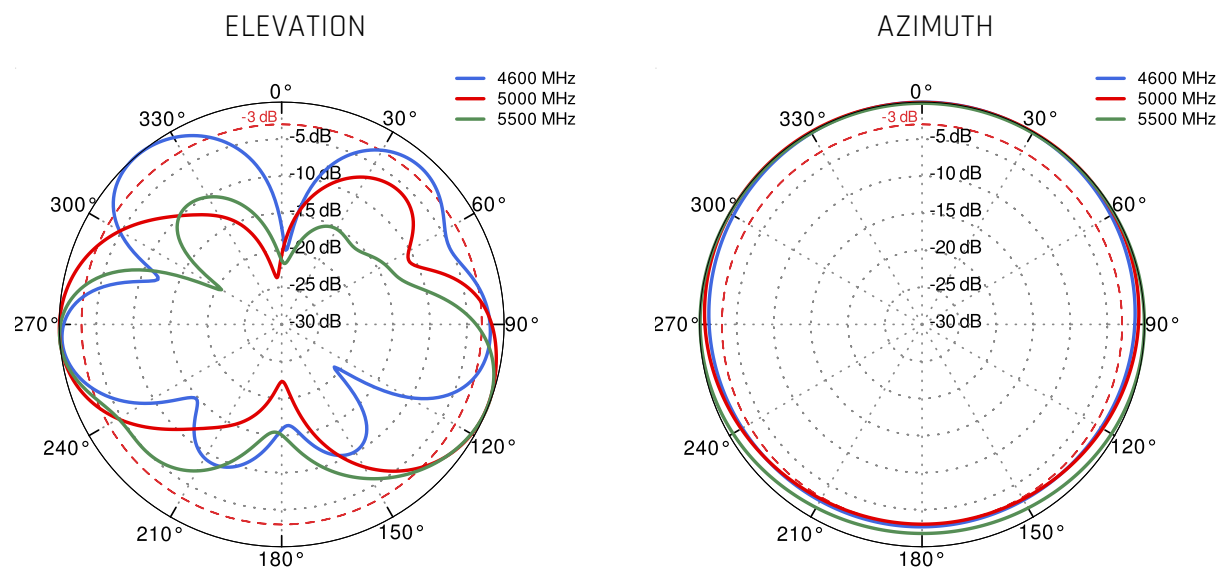 ELEVATION
4600 MHz
5000 MHz
5500 MHz
0°
30°
60°
90°
120°
150°
180°
210°
240°
270°
300°
330°
-3 dB
-5 dB
-10 dB
-15 dB
-20 dB
-25 dB
-30 dB
AZIMUTH
4600 MHz
5000 MHz
5500 MHz
0°
30°
60°
90°
120°
150°
180°
210°
240°
270°
300°
330°
-3 dB
-5 dB
-10 dB
-15 dB
-20 dB
-25 dB
-30 dB